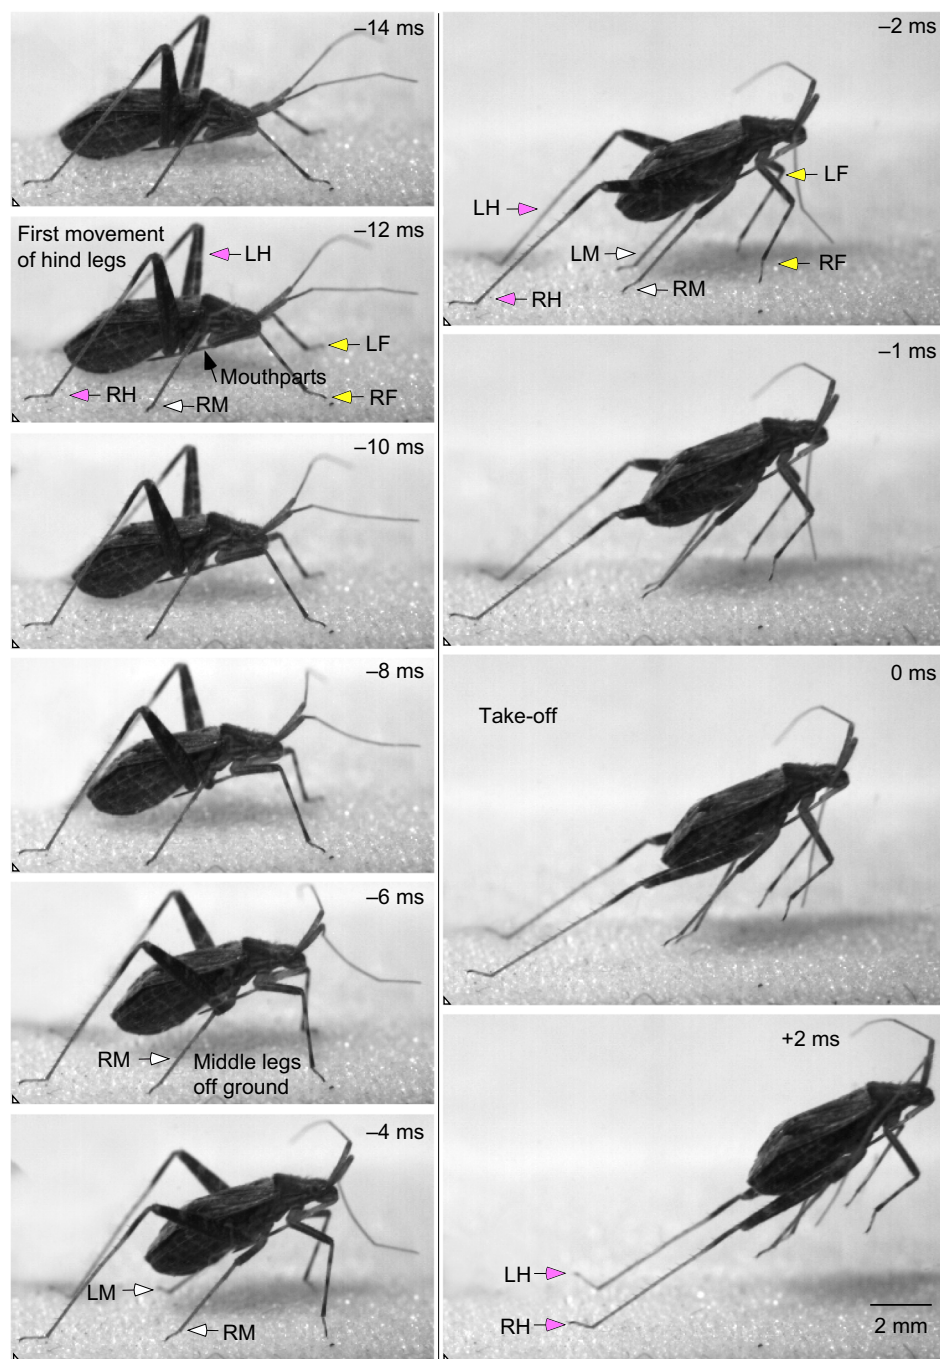 –14 ms
First movement
of hind legs
–12 ms
LH
LF
Mouthparts
RH
RM
RF
–10 ms
–8 ms
–6 ms
RM
Middle legs
off ground
–4 ms
LM
RM
–2 ms
LF
LH
LM
RF
RM
RH
–1 ms
0 ms
Take-off
+2 ms
LH
RH
2 mm